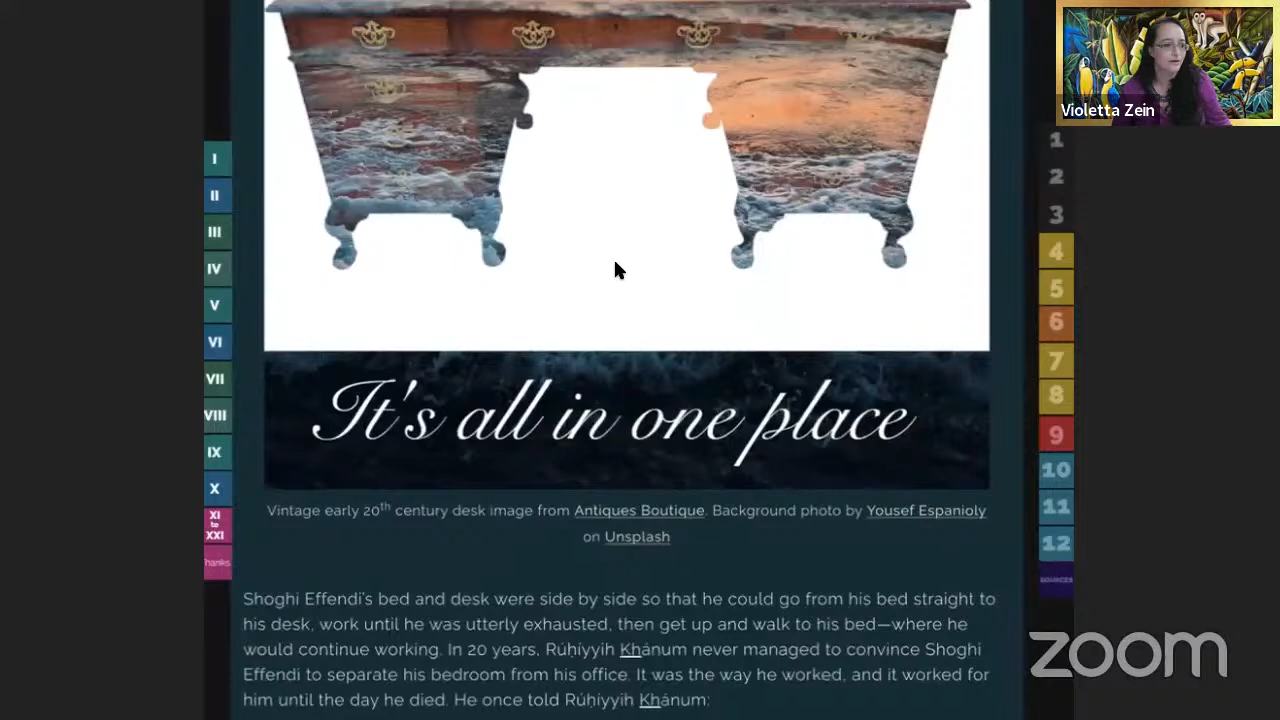 Violetta Zein
I
II
III
IV
V
VI
VII
VIII
IX
X
XI
to
XXI
Thanks
1
2
3
4
5
6
7
8
9
10
11
12
SOURCES
It's all in one place
Vintage early 20th century desk image from Antiques Boutique. Background photo by Yousef Espanioly
on Unsplash
Shoghi Effendi's bed and desk were side by side so that he could go from his bed straight to
his desk, work until he was utterly exhausted, then get up and walk to his bed—where he
would continue working. In 20 years, Rúḥíyyih Khánum never managed to convince Shoghi
Effendi to separate his bedroom from his office. It was the way he worked, and it worked for
him until the day he died. He once told Rúḥíyyih Khánum:
zoom